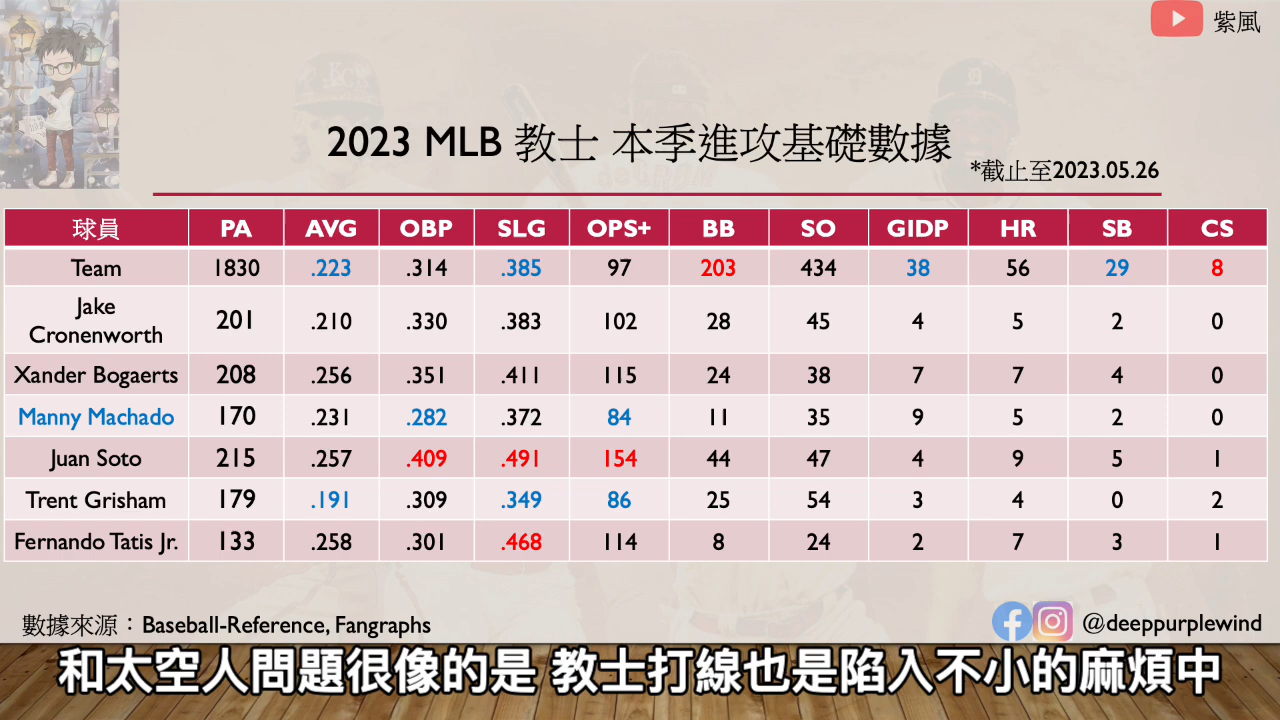 紫風
2023 MLB 教士 本季進攻基礎數據
*截止至2023.05.26
球員 PA AVG OBP SLG OPS+ BB SO GIDP HR SB CS
Team 1830 .223 .314 .385 97 203 434 38 56 29 8
Jake
Cronenworth 201 .210 .330 .383 102 28 45 4 5 2 0
Xander Bogaerts 208 .256 .351 .411 115 24 38 7 7 4 0
Manny Machado 170 .231 .282 .372 84 11 35 9 5 2 0
Juan Soto 215 .257 .409 .491 154 44 47 4 9 5 1
Trent Grisham 179 .191 .309 .349 86 25 54 3 4 0 2
Fernando Tatis Jr. 133 .258 .301 .468 114 8 24 2 7 3 1
數據來源：Baseball-Reference, Fangraphs
@deeppurplewind
和太空人問題很像的是 教士打線也是陷入不小的麻煩中